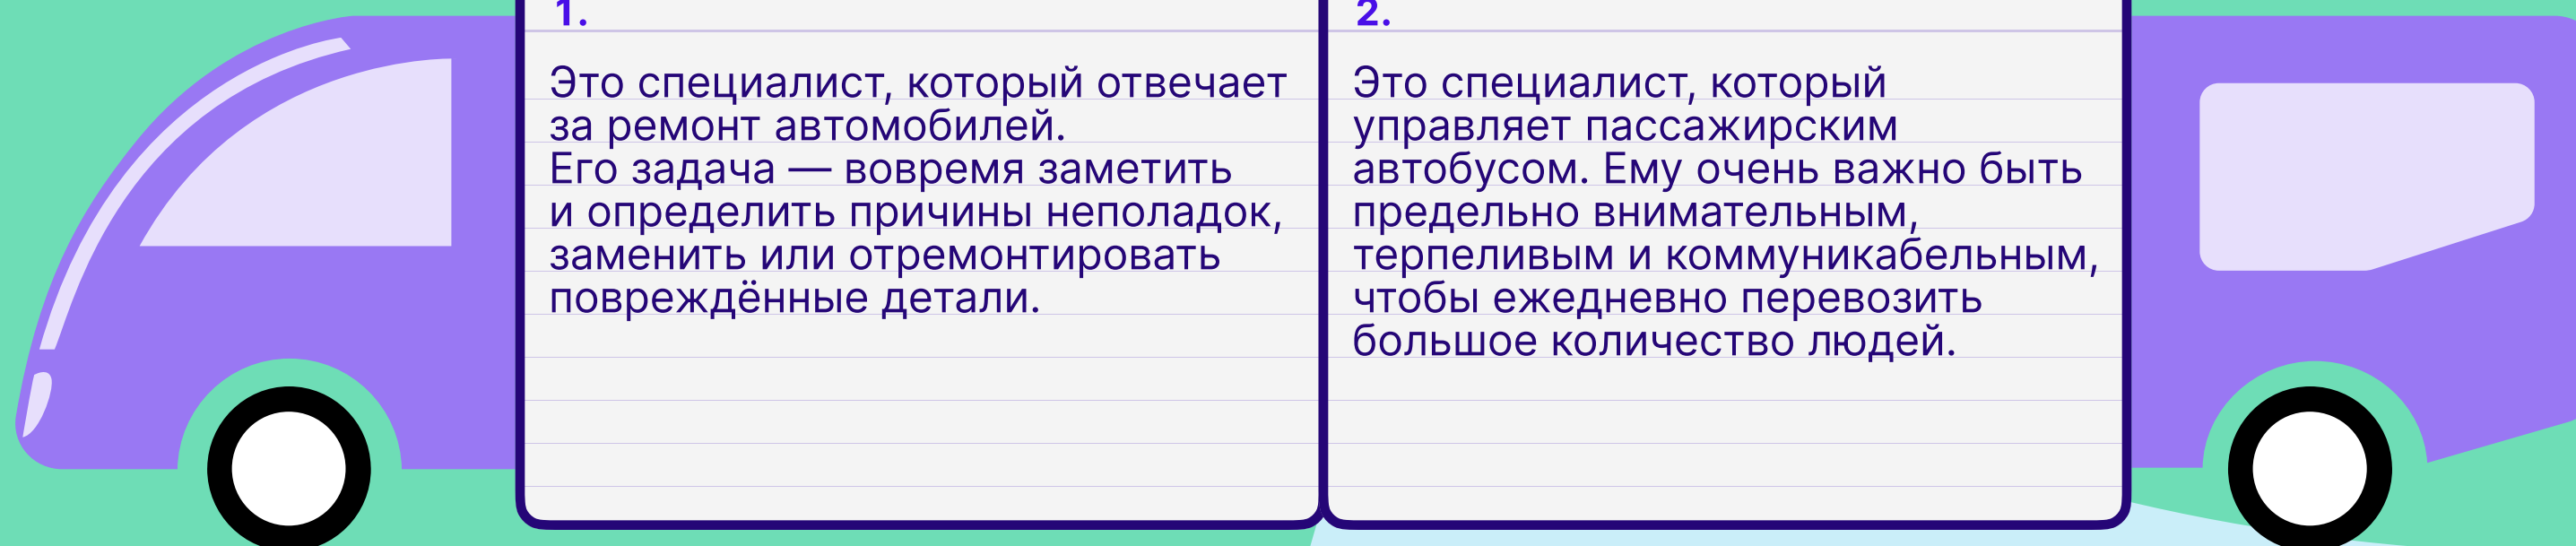 1.
Это специалист, который отвечает
за ремонт автомобилей.
Его задача — вовремя заметить
и определить причины неполадок,
заменить или отремонтировать
повреждённые детали.
2.
Это специалист, который
управляет пассажирским
автобусом. Ему очень важно быть
предельно внимательным,
терпеливым и коммуникабельным,
чтобы ежедневно перевозить
большое количество людей.